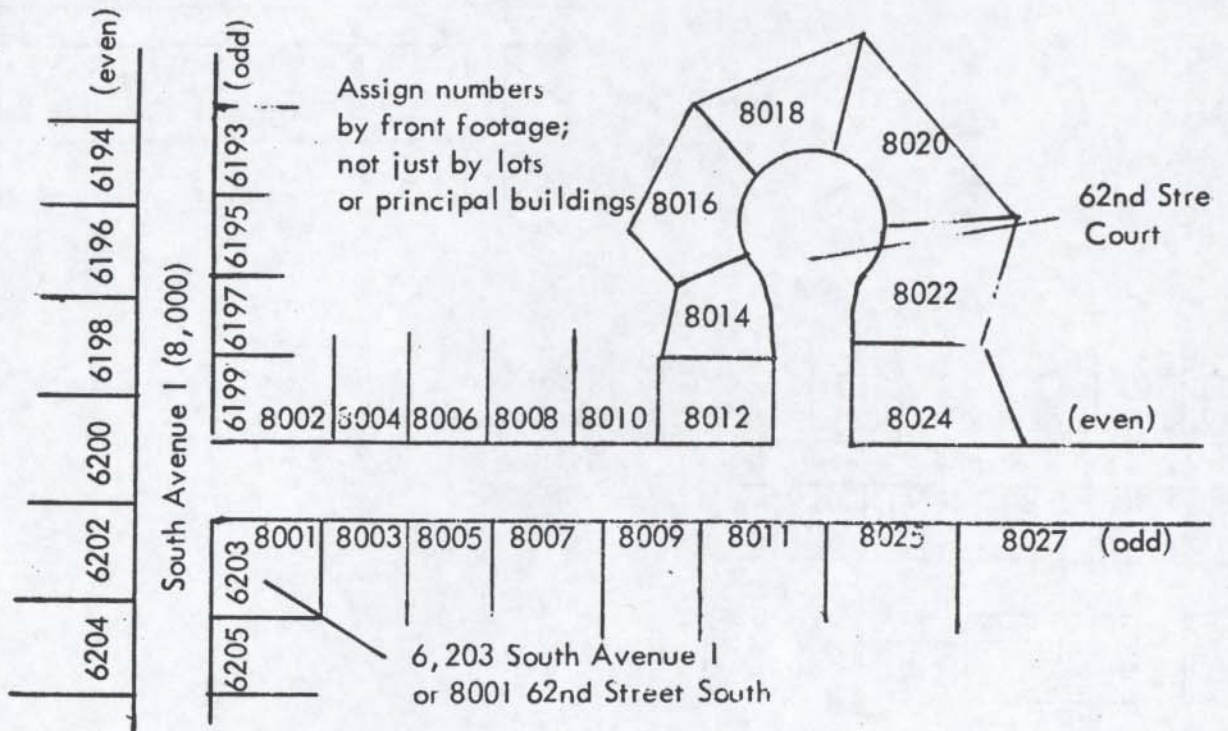 (even)
6194
6196
6198
6200
6202
6204
South Avenue 1 (8,000)
(odd)
6193
6195
6197
6199
6203
6205
Assign numbers
by front footage;
not just by lots
or principal buildings
8018
8020
8016
62nd Stre
Court
8014
8022
8002 8004 8006 8008 8010 8012 8024 (even)
8001 8003 8005 8007 8009 8011 8025 8027 (odd)
6,203 South Avenue 1
or 8001 62nd Street South